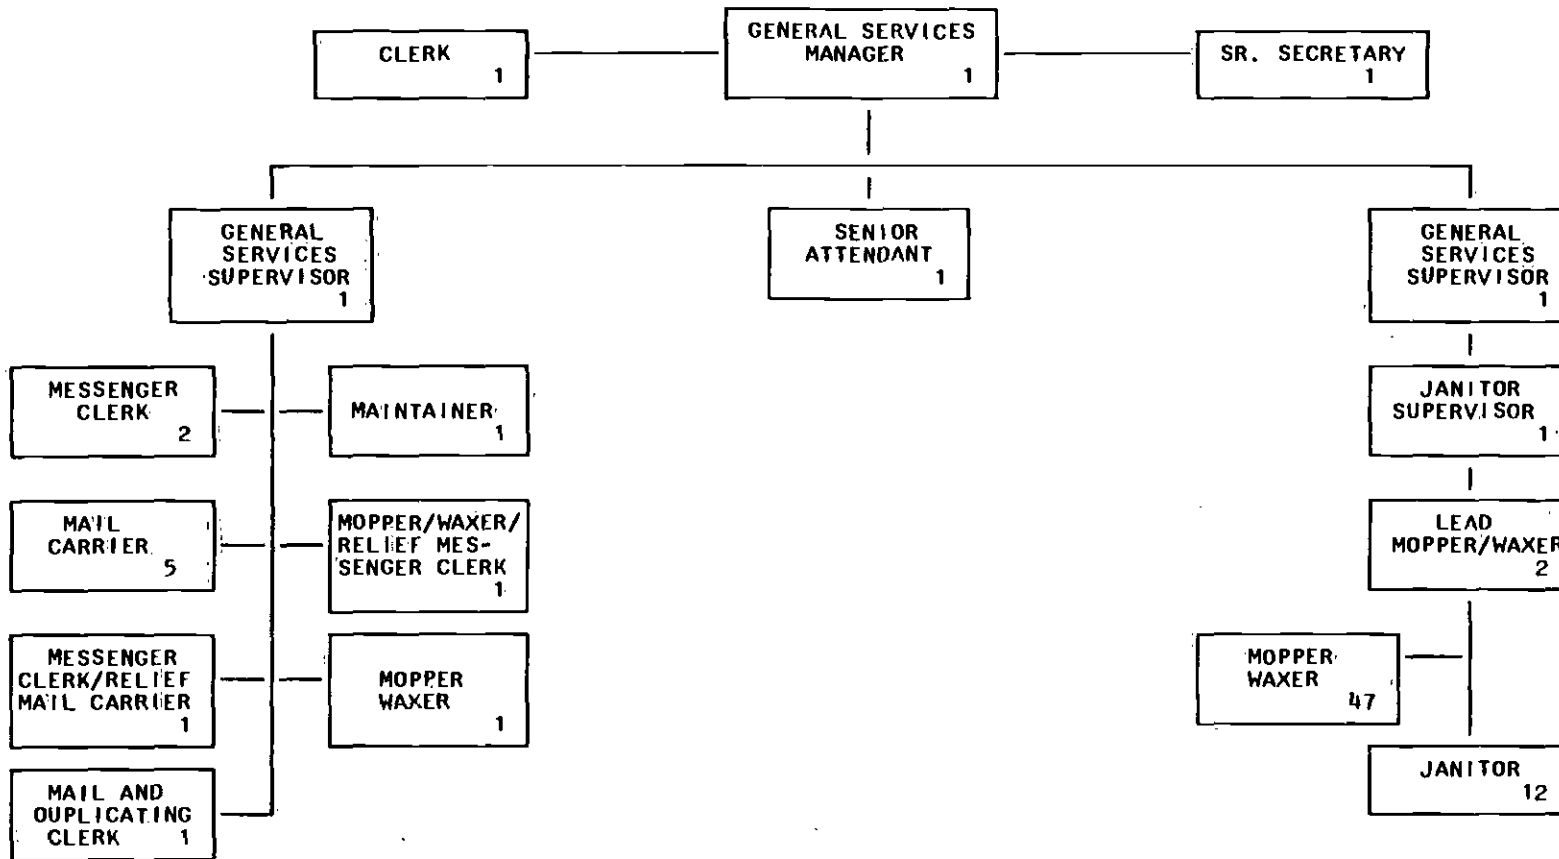 CLERK
1
GENERAL SERVICES
MANAGER
1
SR. SECRETARY
1
GENERAL
SERVICES
SUPERVISOR
1
SENIOR
ATTENDANT
1
GENERAL
SERVICES
SUPERVISOR
1
MESSENGER
CLERK
2
MAINTAINER
1
JANITOR
SUPERVISOR
1
MAIL
CARRIER
5
MOPPER/WAXER/
RELIEF MES-
SENGER CLERK
1
LEAD
MOPPER/WAXER
2
MESSENGER
CLERK/RELIEF
MAIL CARRIER
1
MOPPER
WAXER
1
MOPPER
WAXER
47
MAIL AND
OUPLICATING
CLERK 1
JANITOR
12